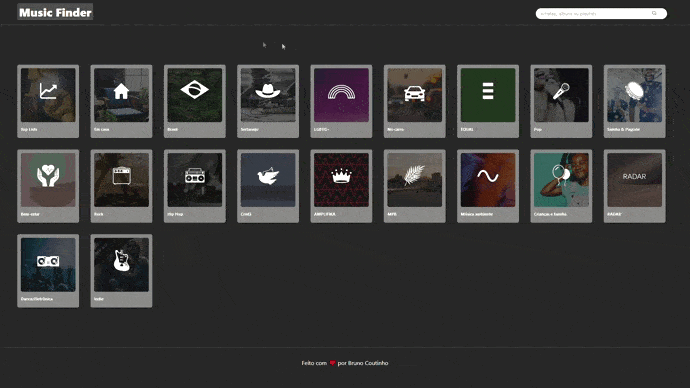 Music Finder
Artistas, álbuns ou playlists
Top Lists
Em casa
Brasil
Sertanejo
LGBTQ+
No carro
EQUAL
Pop
Samba & Pagode
Bem-estar
Rock
Hip Hop
Cristã
AMPLIFIKA
MPB
Música ambiente
Crianças e família
RADAR
RADAR
Dance/Eletrônica
Indie
Feito com ❤ por Bruno Coutinho